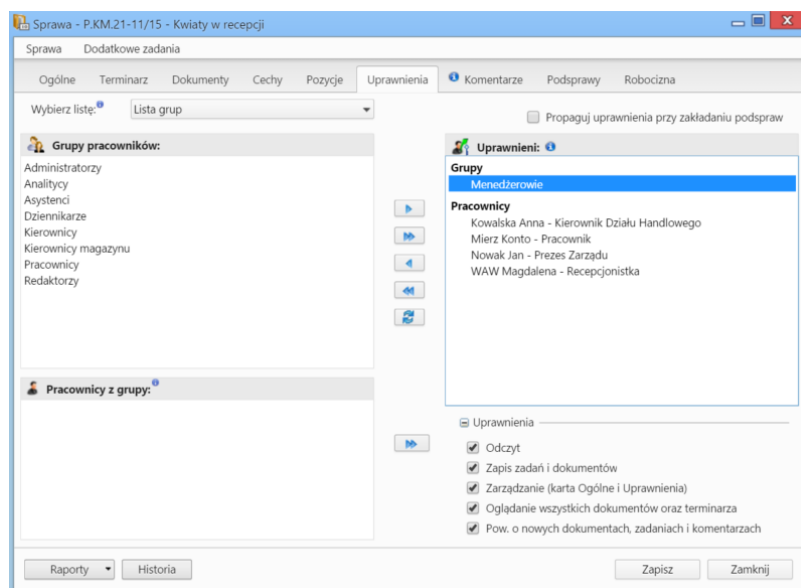 Sprawa - P.KM.21-11/15 - Kwiaty w recepcji
Sprawa Dodatkowe zadania
Ogólne Terminarz Dokumenty Cechy Pozycje Uprawnienia Komentarze Podsprawy Robocizna
Wybierz listę: Lista grup
Propaguj uprawnienia przy zakładaniu podspraw
Grupy pracowników:
Administratorzy
Analitycy
Asystenci
Dziennikarze
Kierownicy
Kierownicy magazynu
Pracownicy
Redaktorzy
Pracownicy z grupy:
Uprawnieni:
Grupy
Menedżerowie
Pracownicy
Kowalska Anna - Kierownik Działu Handlowego
Mierz Konto - Pracownik
Nowak Jan - Prezes Zarządu
WAW Magdalena - Recepcjonistka
Uprawnienia
Odczyt
Zapis zadań i dokumentów
Zarządzanie (karta Ogólne i Uprawnienia)
Oglądanie wszystkich dokumentów oraz terminarza
Pow. o nowych dokumentach, zadaniach i komentarzach
Raporty Historia Zapisz Zamknij